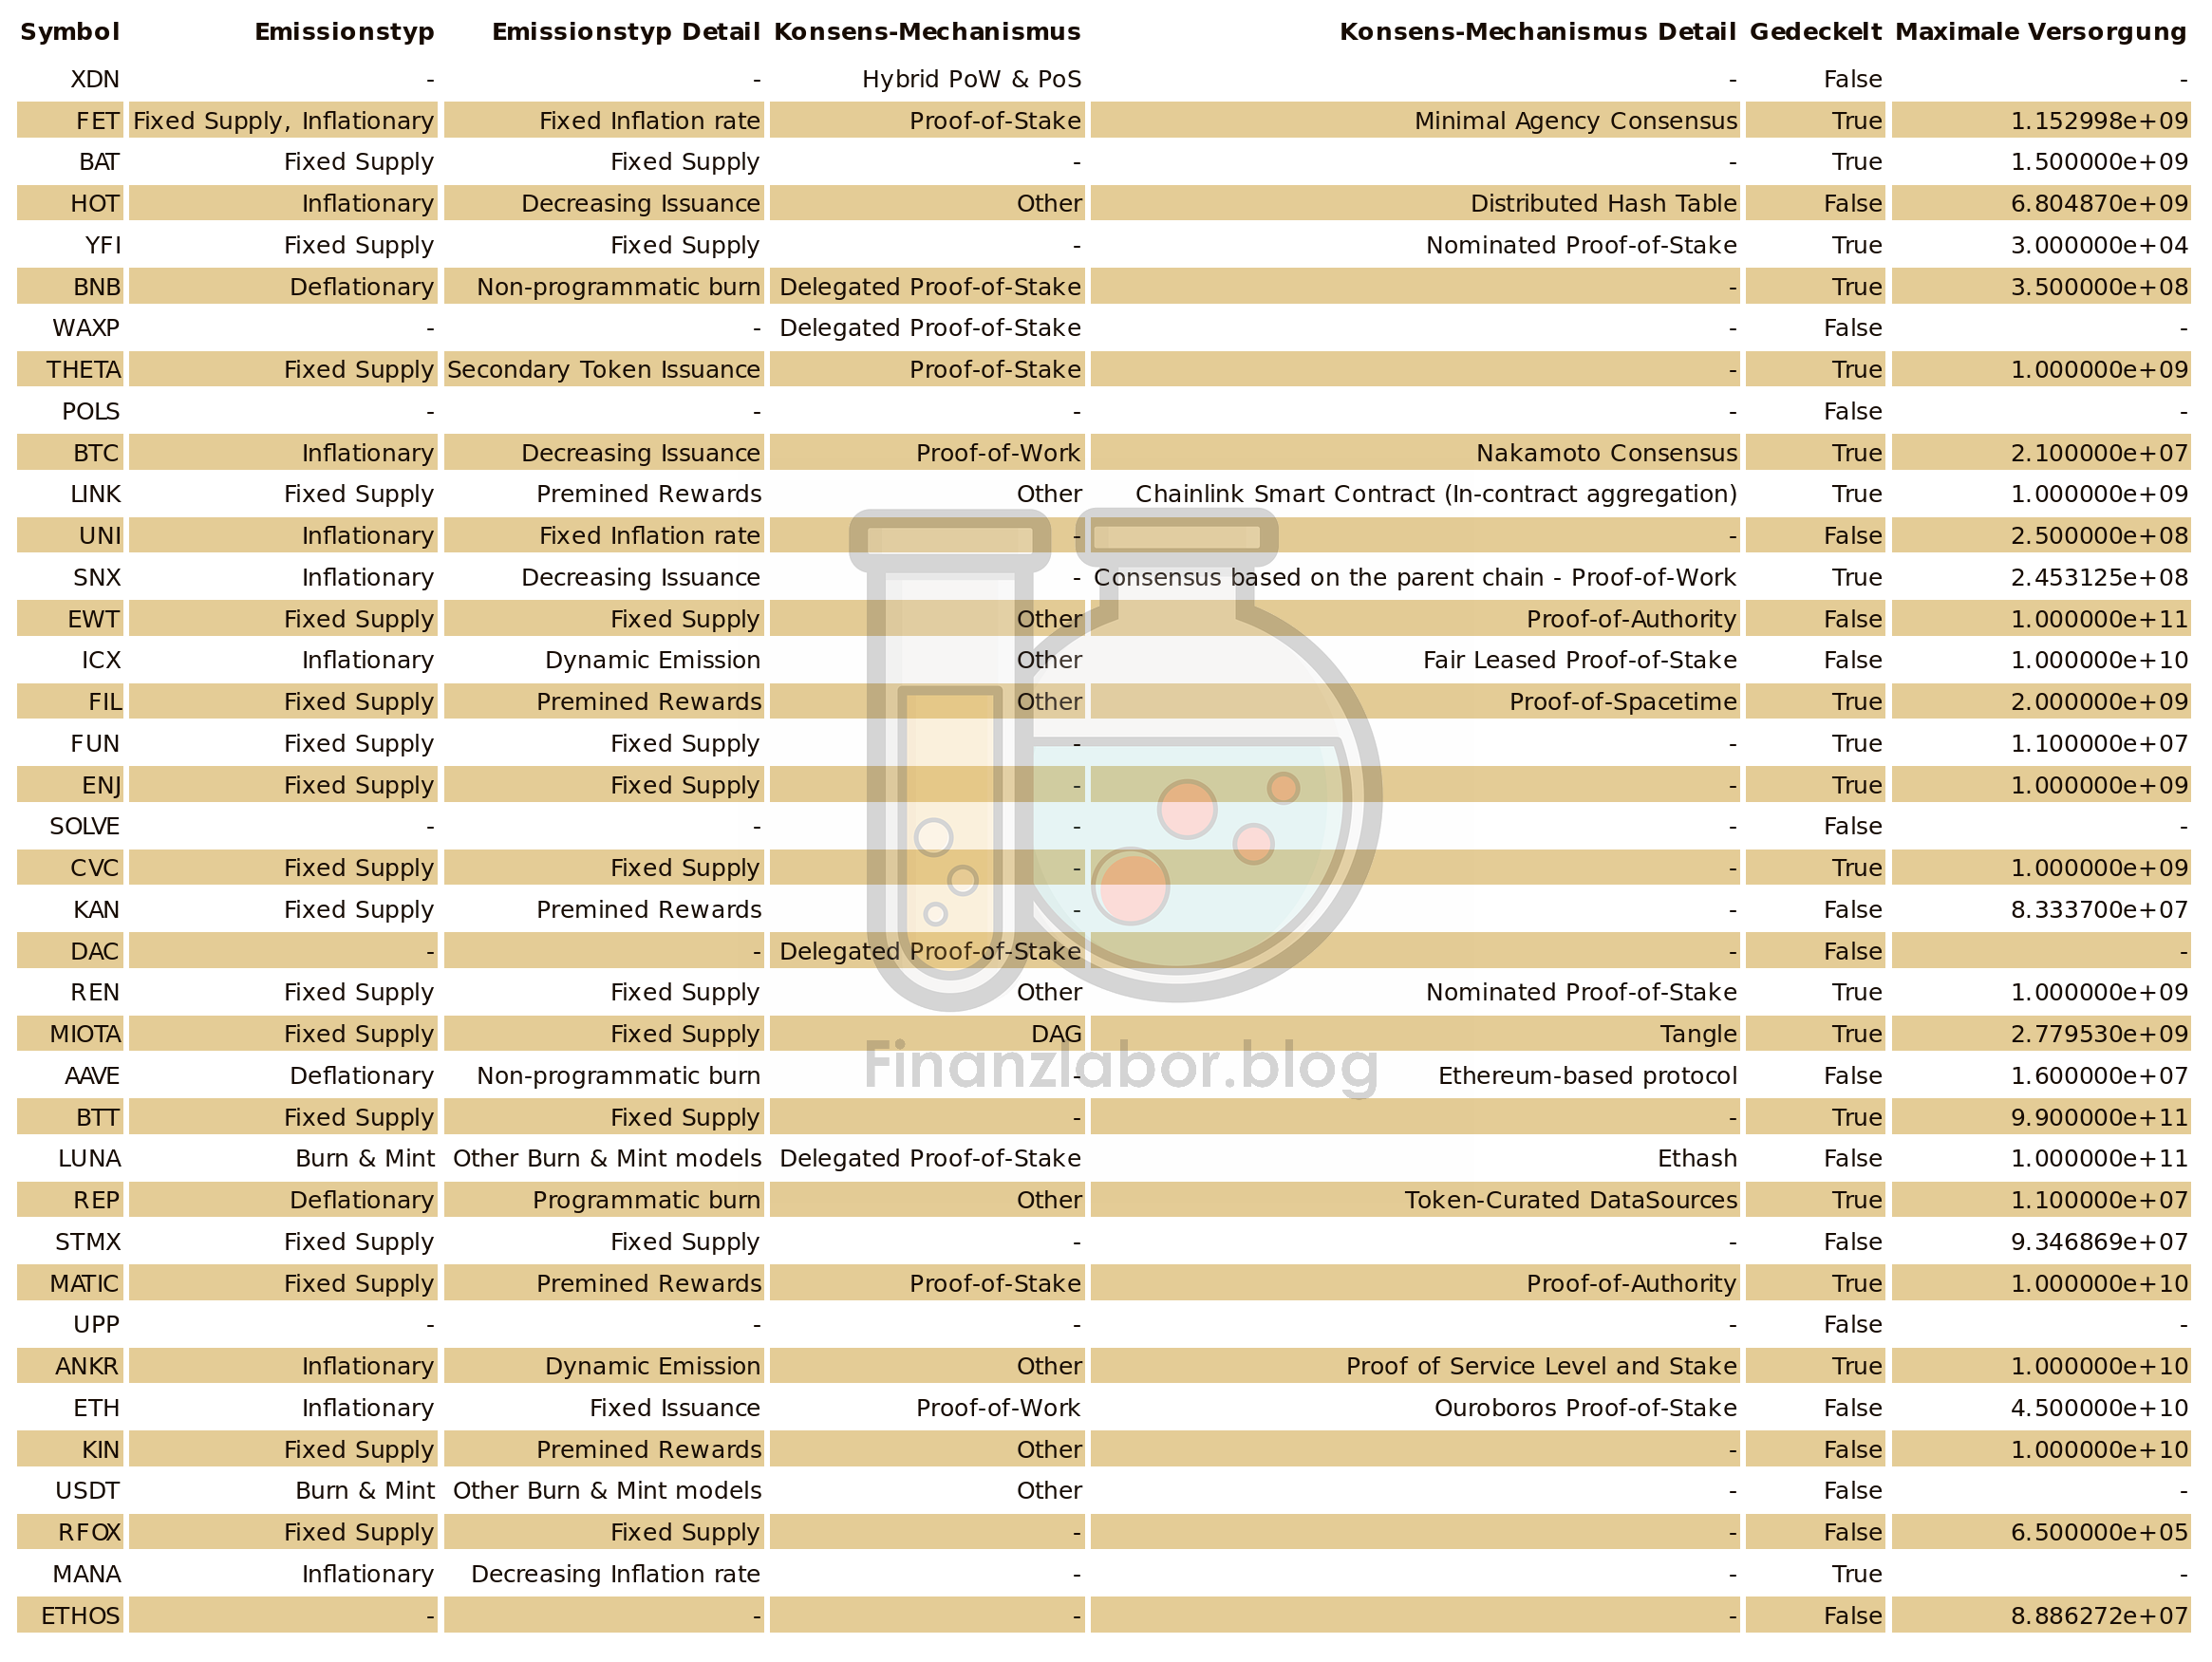 Symbol Emissionstyp Emissionstyp Detail Konsens-Mechanismus Konsens-Mechanismus Detail Gedeckelt Maximale Versorgung
XDN - - Hybrid PoW & PoS - False -
FET Fixed Supply, Inflationary Fixed Inflation rate Proof-of-Stake Minimal Agency Consensus True 1.152998e+09
BAT Fixed Supply Fixed Supply - - True 1.500000e+09
HOT Inflationary Decreasing Issuance Other Distributed Hash Table False 6.804870e+09
YFI Fixed Supply Fixed Supply - Nominated Proof-of-Stake True 3.000000e+04
BNB Deflationary Non-programmatic burn Delegated Proof-of-Stake - True 3.500000e+08
WAXP - - Delegated Proof-of-Stake - False -
THETA Fixed Supply Secondary Token Issuance Proof-of-Stake - True 1.000000e+09
POLS - - - - False -
BTC Inflationary Decreasing Issuance Proof-of-Work Nakamoto Consensus True 2.100000e+07
LINK Fixed Supply Premined Rewards Other Chainlink Smart Contract (In-contract aggregation) True 1.000000e+09
UNI Inflationary Fixed Inflation rate - - False 2.500000e+08
SNX Inflationary Decreasing Issuance - Consensus based on the parent chain - Proof-of-Work True 2.453125e+08
EWT Fixed Supply Fixed Supply Other Proof-of-Authority False 1.000000e+11
ICX Inflationary Dynamic Emission Other Fair Leased Proof-of-Stake False 1.000000e+10
FIL Fixed Supply Premined Rewards Other Proof-of-Spacetime True 2.000000e+09
FUN Fixed Supply Fixed Supply - - True 1.100000e+07
ENJ Fixed Supply Fixed Supply - - True 1.000000e+09
SOLVE - - - - False -
CVC Fixed Supply Fixed Supply - - True 1.000000e+09
KAN Fixed Supply Premined Rewards - - False 8.333700e+07
DAC - - Delegated Proof-of-Stake - False -
REN Fixed Supply Fixed Supply Other Nominated Proof-of-Stake True 1.000000e+09
MIOTA Fixed Supply Fixed Supply DAG Tangle True 2.779530e+09
Finanzlabor.blog
AAVE Deflationary Non-programmatic burn - Ethereum-based protocol False 1.600000e+07
BTT Fixed Supply Fixed Supply - - True 9.900000e+11
LUNA Burn & Mint Other Burn & Mint models Delegated Proof-of-Stake Ethash False 1.000000e+11
REP Deflationary Programmatic burn Other Token-Curated DataSources True 1.100000e+07
STMX Fixed Supply Fixed Supply - - False 9.346869e+07
MATIC Fixed Supply Premined Rewards Proof-of-Stake Proof-of-Authority True 1.000000e+10
UPP - - - - False -
ANKR Inflationary Dynamic Emission Other Proof of Service Level and Stake True 1.000000e+10
ETH Inflationary Fixed Issuance Proof-of-Work Ouroboros Proof-of-Stake False 4.500000e+10
KIN Fixed Supply Premined Rewards Other - False 1.000000e+10
USDT Burn & Mint Other Burn & Mint models Other - False -
RFOX Fixed Supply Fixed Supply - - False 6.500000e+05
MANA Inflationary Decreasing Inflation rate - - True -
ETHOS - - - - False 8.886272e+07